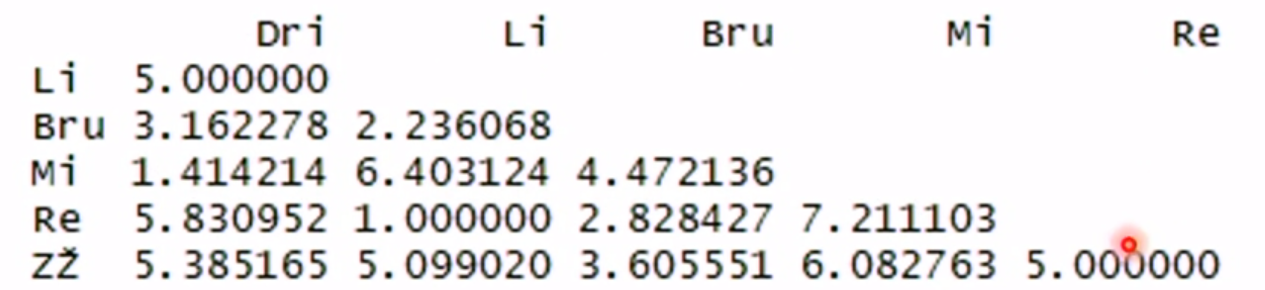 Dri Li Bru Mi Re
Li 5.000000
Bru 3.162278 2.236068
Mi 1.414214 6.403124 4.472136
Re 5.830952 1.000000 2.828427 7.211103
ZŽ 5.385165 5.099020 3.605551 6.082763 5.000000